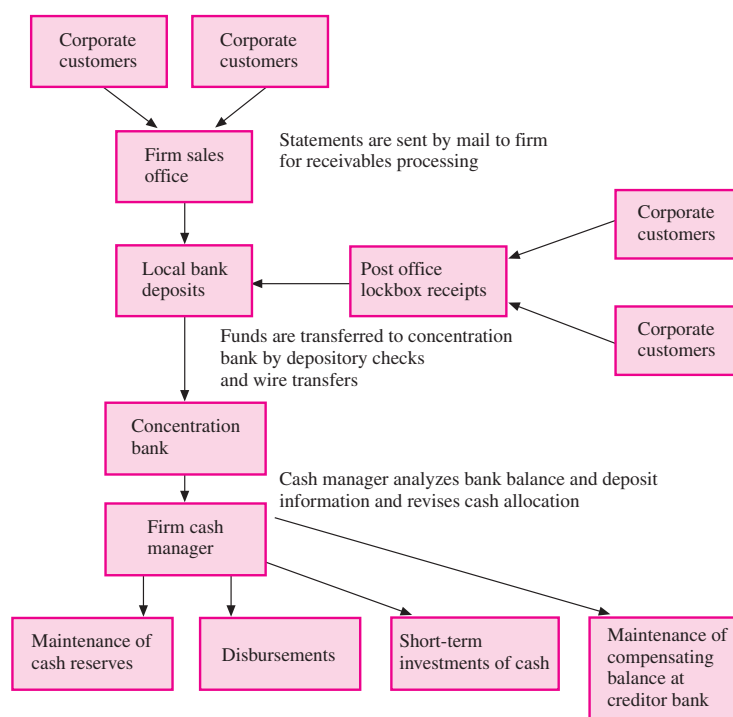 Corporate
customers
Corporate
customers
Firm sales
office
Statements are sent by mail to firm
for receivables processing
Corporate
customers
Local bank
deposits
Post office
lockbox receipts
Corporate
customers
Funds are transferred to concentration
bank by depository checks
and wire transfers
Concentration
bank
Cash manager analyzes bank balance and deposit
information and revises cash allocation
Firm cash
manager
Maintenance of
cash reserves
Disbursements
Short-term
investments of cash
Maintenance of
compensating
balance at
creditor bank